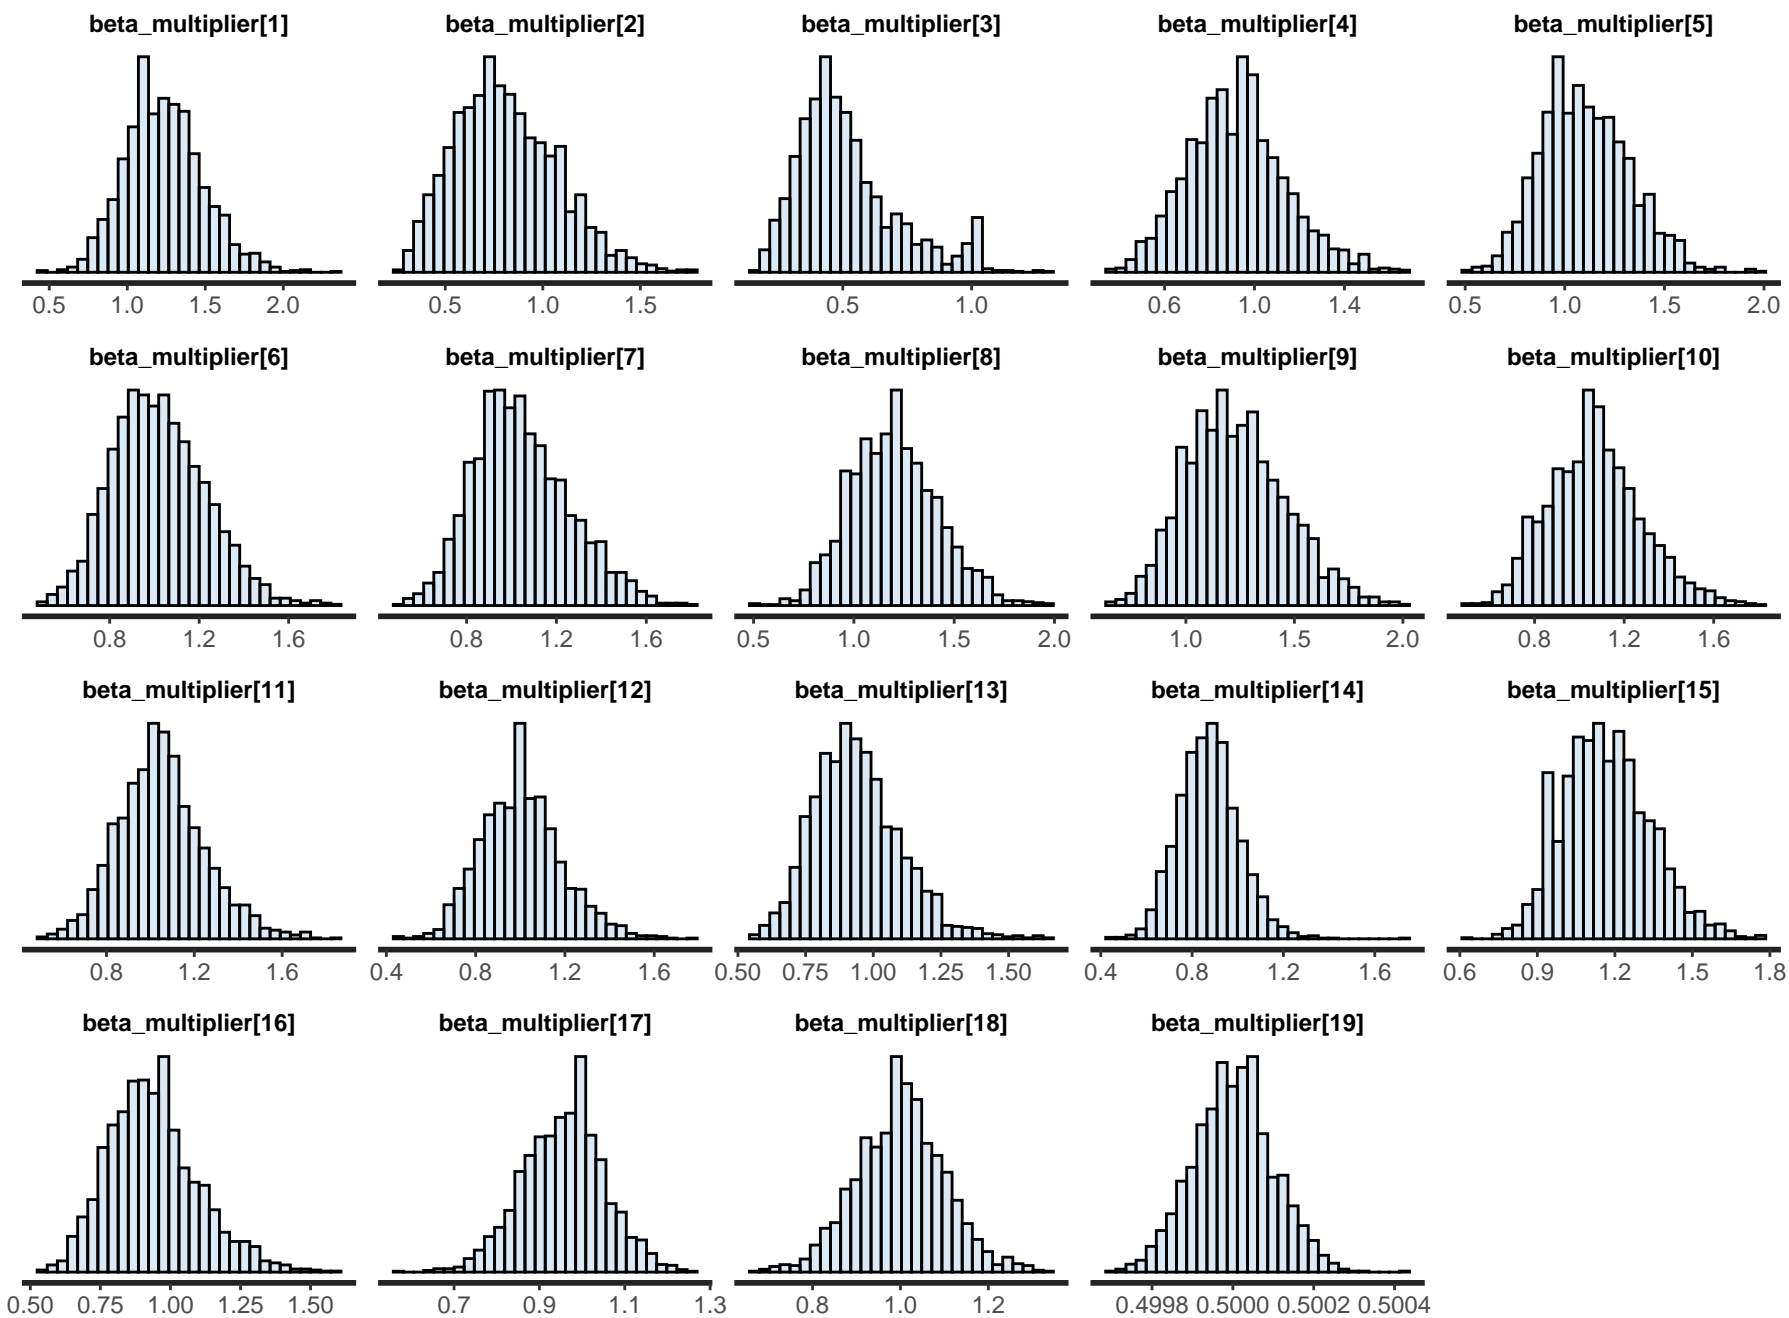 beta_multiplier[1] beta_multiplier[2] beta_multiplier[3] beta_multiplier[4] beta_multiplier[5]
0.5 1.0 1.5 2.0 0.5 1.0 1.5 0.5 1.0 0.6 1.0 1.4 0.5 1.0 1.5 2.0
beta_multiplier[6] beta_multiplier[7] beta_multiplier[8] beta_multiplier[9] beta_multiplier[10]
0.8 1.2 1.6 0.8 1.2 1.6 0.5 1.0 1.5 2.0 1.0 1.5 2.0 0.8 1.2 1.6
beta_multiplier[11] beta_multiplier[12] beta_multiplier[13] beta_multiplier[14] beta_multiplier[15]
0.8 1.2 1.6 0.4 0.8 1.2 1.6 0.50 0.75 1.00 1.25 1.50 0.4 0.8 1.2 1.6 0.6 0.9 1.2 1.5 1.8
beta_multiplier[16] beta_multiplier[17] beta_multiplier[18] beta_multiplier[19]
0.50 0.75 1.00 1.25 1.50 0.7 0.9 1.1 1.3 0.8 1.0 1.2 0.4998 0.5000 0.5002 0.5004